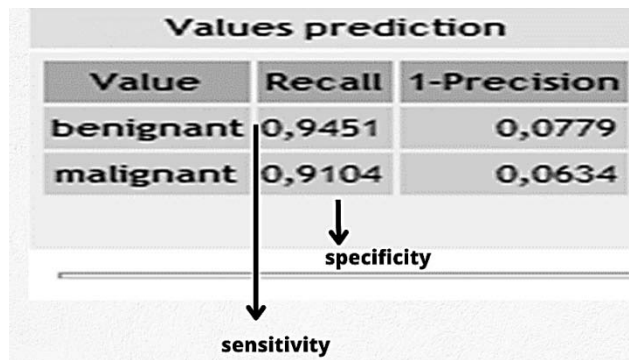 Values prediction
Value Recall 1-Precision
benignant 0,9451 0,0779
malignant 0,9104 0,0634
specificity
sensitivity